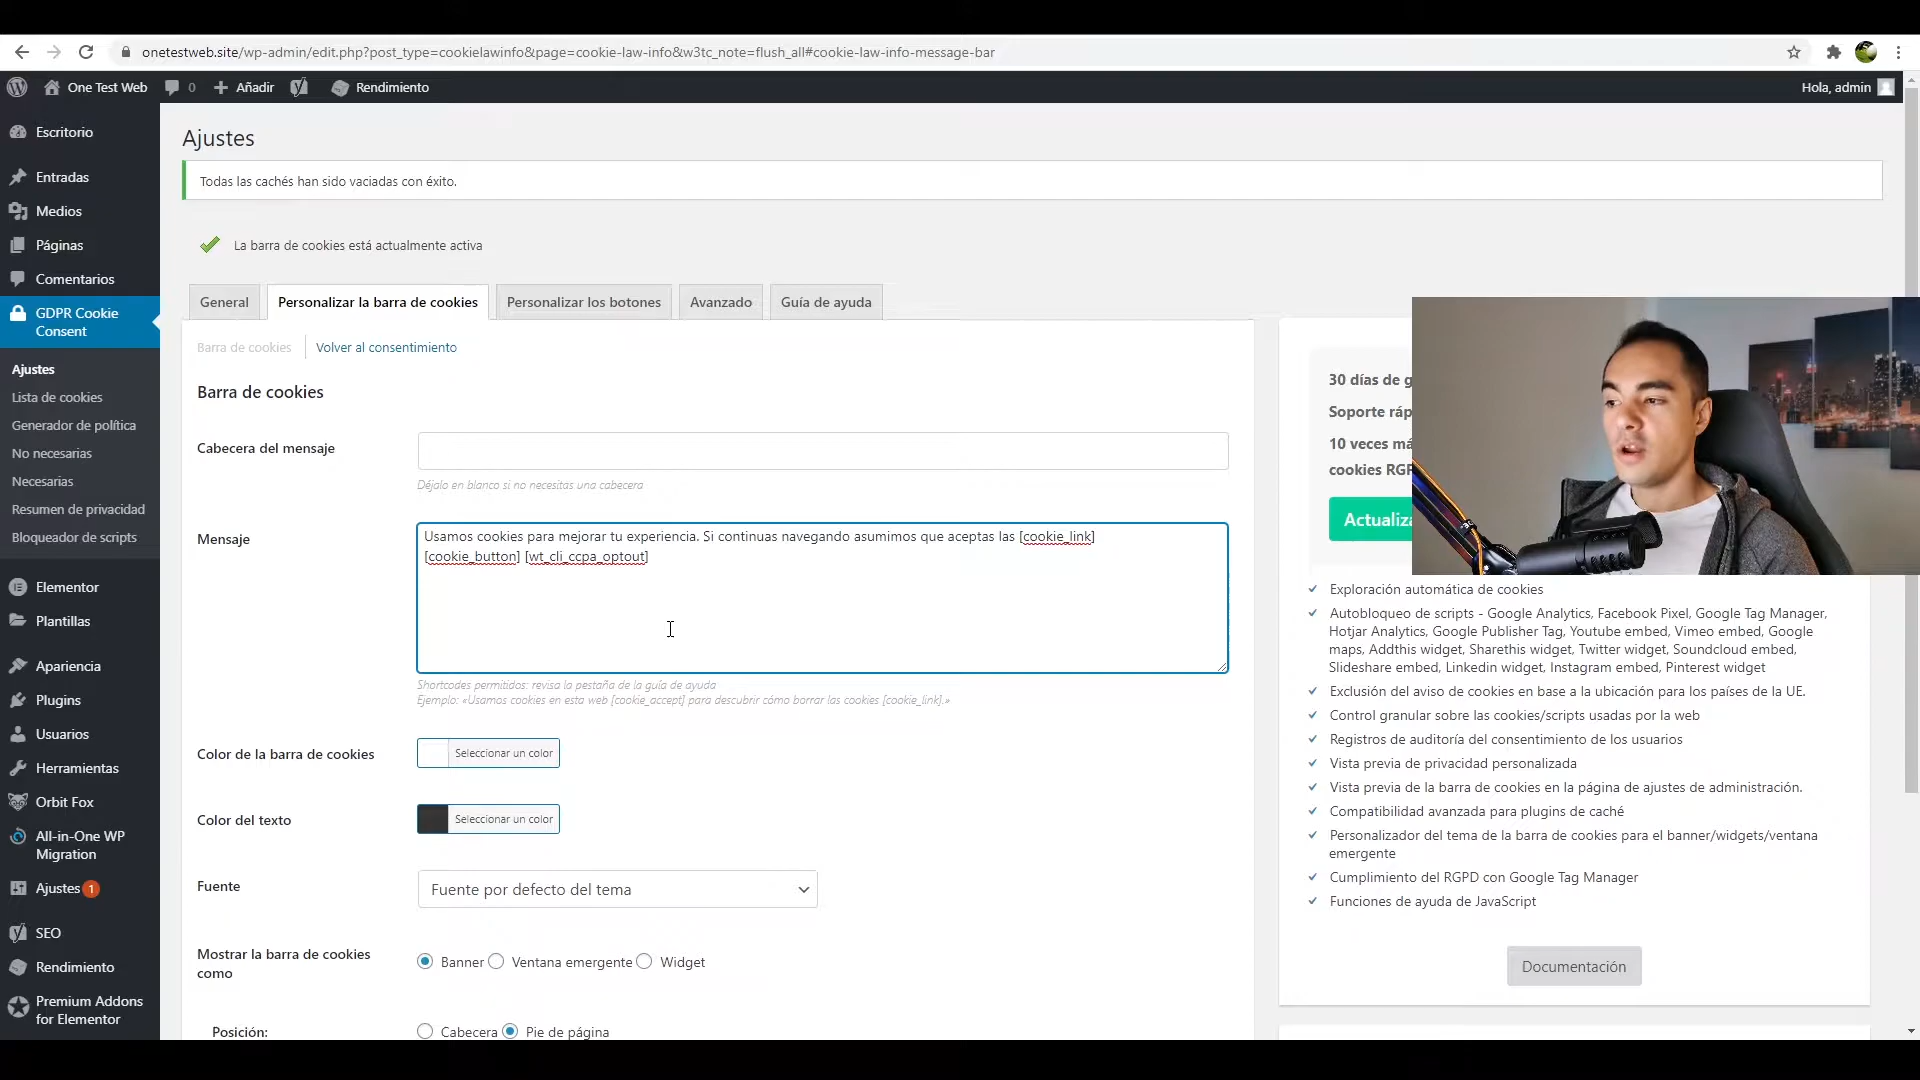 onetestweb.site/wp-admin/edit.php?post_type=cookielawinfo&page=cookie-law-info&w3tc_note=flush_all#cookie-law-info-message-bar
One Test Web 0 Añadir Rendimiento Hola, admin
Escritorio
Entradas
Medios
Páginas
Comentarios
GDPR Cookie
Consent
Ajustes
Lista de cookies
Generador de política
No necesarias
Necesarias
Resumen de privacidad
Bloqueador de scripts
Elementor
Plantillas
Apariencia
Plugins
Usuarios
Herramientas
Orbit Fox
All-in-One WP
Migration
Ajustes 1
SEO
Rendimiento
Premium Addons
for Elementor
Ajustes
Todas las cachés han sido vaciadas con éxito.
La barra de cookies está actualmente activa
General Personalizar la barra de cookies Personalizar los botones Avanzado Guía de ayuda
Barra de cookies Volver al consentimiento
Barra de cookies
Cabecera del mensaje
Déjalo en blanco si no necesitas una cabecera
Mensaje
Usamos cookies para mejorar tu experiencia. Si continuas navegando asumimos que aceptas las [cookie_link]
[cookie_button] [wt_cli_ccpa_optout]
Shortcodes permitidos: revisa la pestaña de la guía de ayuda
Ejemplo: «Usamos cookies en esta web [cookie_accept] para descubrir cómo borrar las cookies [cookie_link].»
Color de la barra de cookies Seleccionar un color
Color del texto Seleccionar un color
Fuente Fuente por defecto del tema
Mostrar la barra de cookies
como
Banner Ventana emergente Widget
Posición: Cabecera Pie de página
30 días de g
Soporte ráp
10 veces má
cookies RGP
Actualiza
Exploración automática de cookies
Autobloqueo de scripts - Google Analytics, Facebook Pixel, Google Tag Manager,
Hotjar Analytics, Google Publisher Tag, Youtube embed, Vimeo embed, Google
maps, Addthis widget, Sharethis widget, Twitter widget, Soundcloud embed,
Slideshare embed, Linkedin widget, Instagram embed, Pinterest widget
Exclusión del aviso de cookies en base a la ubicación para los países de la UE.
Control granular sobre las cookies/scripts usadas por la web
Registros de auditoría del consentimiento de los usuarios
Vista previa de privacidad personalizada
Vista previa de la barra de cookies en la página de ajustes de administración.
Compatibilidad avanzada para plugins de caché
Personalizador del tema de la barra de cookies para el banner/widgets/ventana
emergente
Cumplimiento del RGPD con Google Tag Manager
Funciones de ayuda de JavaScript
Documentación